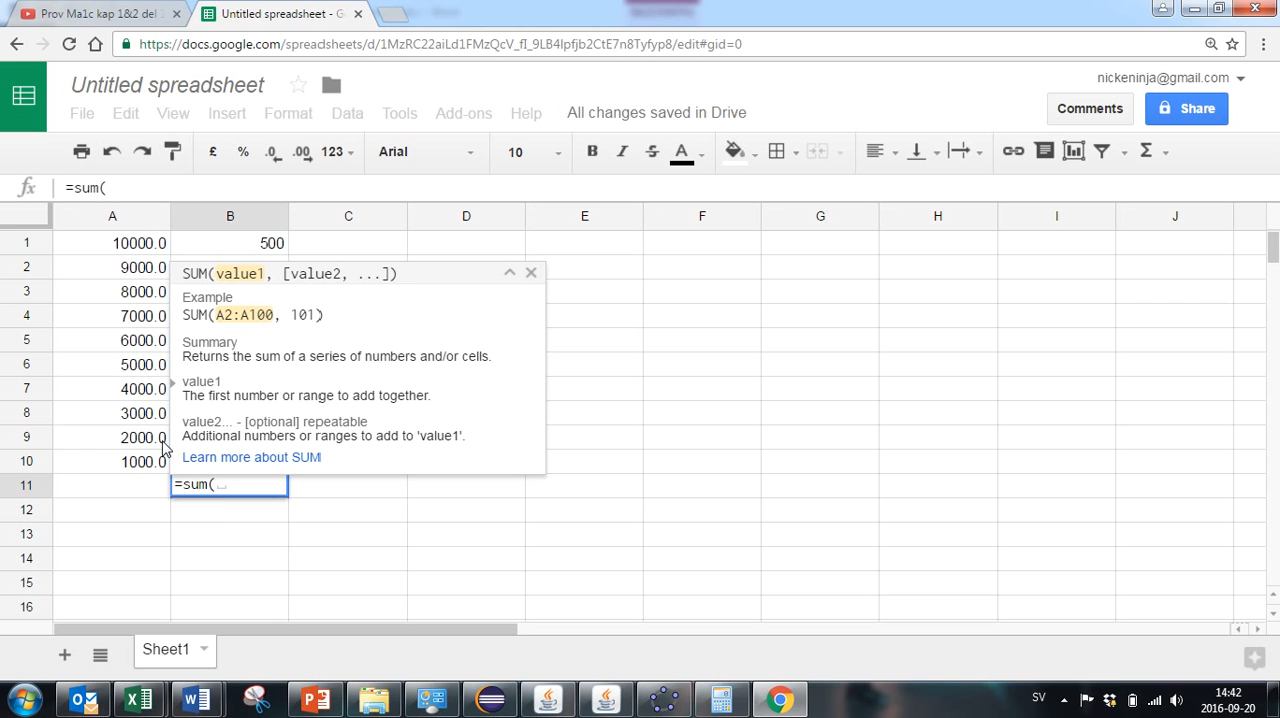 Prov Ma1c kap 1&2 del
Untitled spreadsheet - G
https://docs.google.com/spreadsheets/d/1MzRC22aiLd1FMzQcV_fI_9LB4lpfjb2CtE7n8Tyfyp8/edit#gid=0
Untitled spreadsheet
nickeninja@gmail.com
File Edit View Insert Format Data Tools Add-ons Help All changes saved in Drive
Comments
Share
£ % .0 .00 123 Arial 10 B I S A Σ
fx =sum(
A B C D E F G H I J
1 10000.0 500
2 9000.0
3 8000.0
4 7000.0
5 6000.0
6 5000.0
7 4000.0
8 3000.0
9 2000.0
10 1000.0
11 =sum(
12
13
14
15
16
SUM(value1, [value2, ...])
Example
SUM(A2:A100, 101)
Summary
Returns the sum of a series of numbers and/or cells.
value1
The first number or range to add together.
value2... - [optional] repeatable
Additional numbers or ranges to add to 'value1'.
Learn more about SUM
Sheet1
SV
14:42
2016-09-20